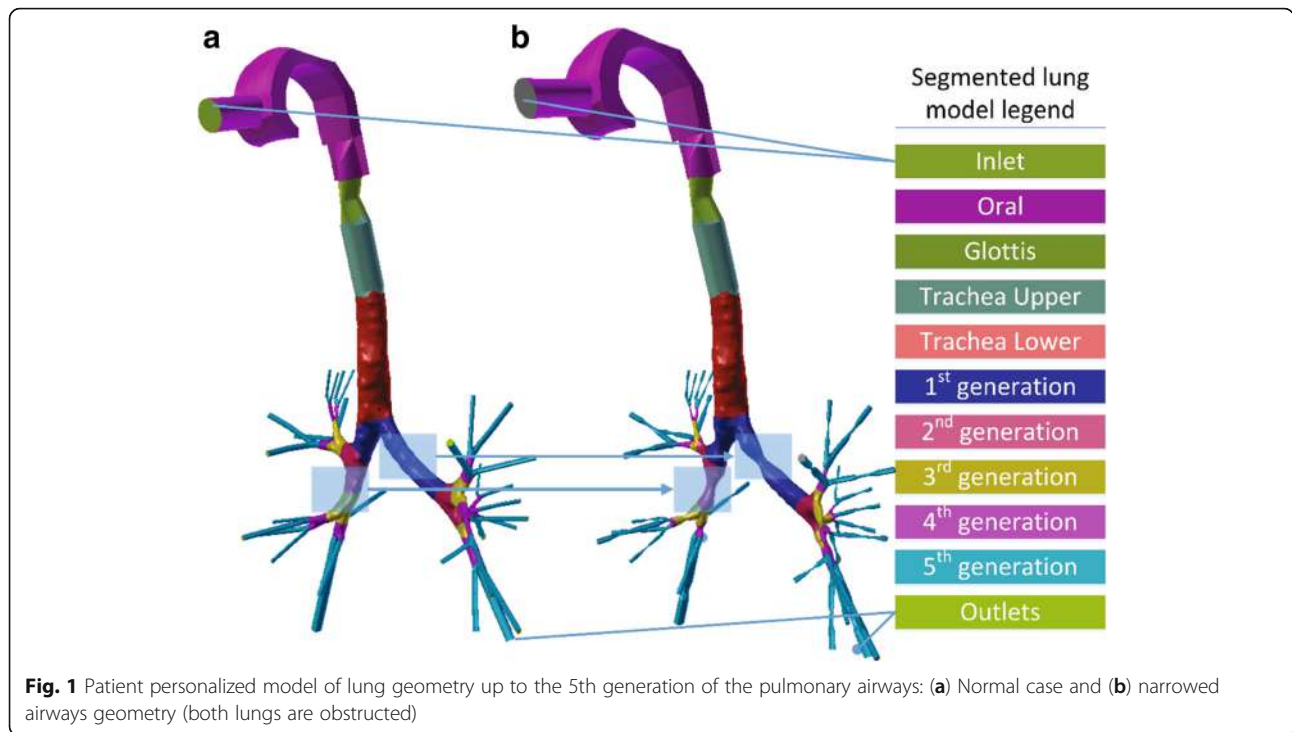 a
b
Segmented lung
model legend
Inlet
Oral
Glottis
Trachea Upper
Trachea Lower
1st generation
2nd generation
3rd generation
4th generation
5th generation
Outlets
Fig. 1 Patient personalized model of lung geometry up to the 5th generation of the pulmonary airways: (a) Normal case and (b) narrowed
airways geometry (both lungs are obstructed)